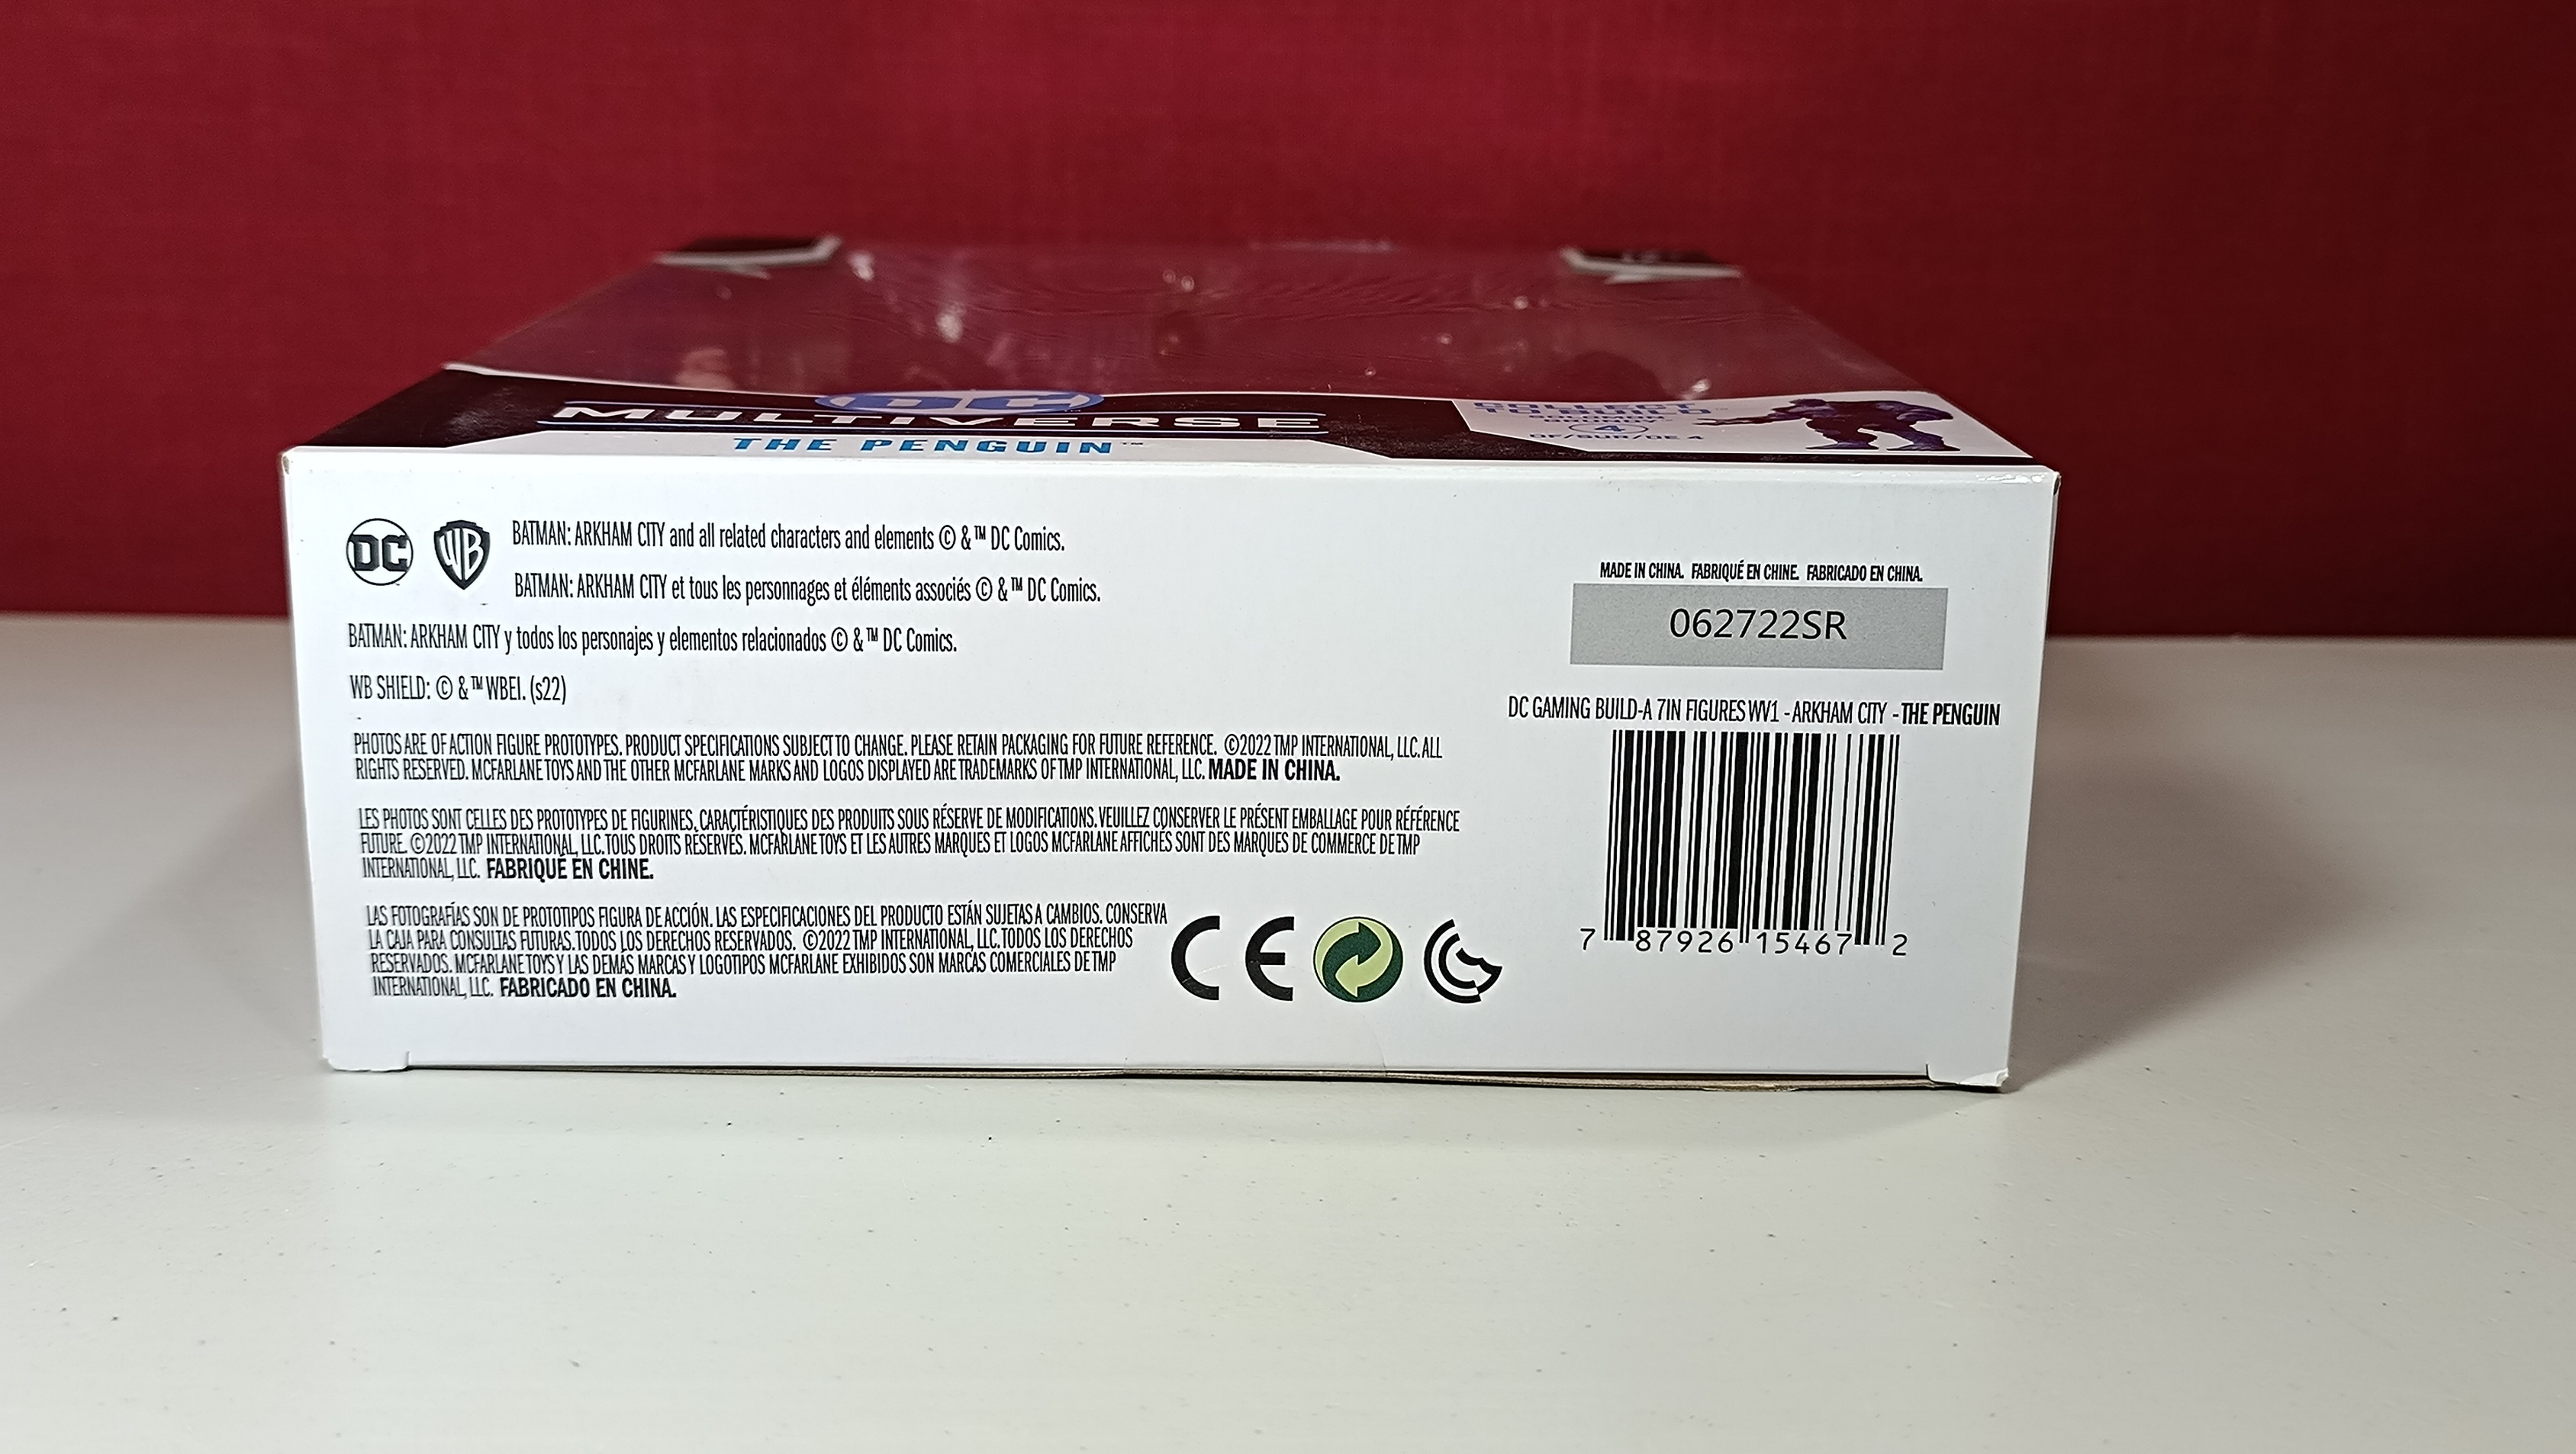 DC
MULTIVERSE
THE PENGUIN™
COLLECT
TO BUILD™
SOLOMON
4
OF/SUR/DE 4
DC WB BATMAN: ARKHAM CITY and all related characters and elements © & ™ DC Comics.
BATMAN: ARKHAM CITY et tous les personnages et éléments associés © & ™ DC Comics.
BATMAN: ARKHAM CITY y todos los personajes y elementos relacionados © & ™ DC Comics.
WB SHIELD: © & ™ WBEI. (s22)
PHOTOS ARE OF ACTION FIGURE PROTOTYPES. PRODUCT SPECIFICATIONS SUBJECT TO CHANGE. PLEASE RETAIN PACKAGING FOR FUTURE REFERENCE. ©2022 TMP INTERNATIONAL, LLC. ALL
RIGHTS RESERVED. MCFARLANE TOYS AND THE OTHER MCFARLANE MARKS AND LOGOS DISPLAYED ARE TRADEMARKS OF TMP INTERNATIONAL, LLC. MADE IN CHINA.
LES PHOTOS SONT CELLES DES PROTOTYPES DE FIGURINES, CARACTÉRISTIQUES DES PRODUITS SOUS RÉSERVE DE MODIFICATIONS. VEUILLEZ CONSERVER LE PRÉSENT EMBALLAGE POUR RÉFÉRENCE
FUTURE. ©2022 TMP INTERNATIONAL, LLC. TOUS DROITS RÉSERVÉS. MCFARLANE TOYS ET LES AUTRES MARQUES ET LOGOS MCFARLANE AFFICHÉS SONT DES MARQUES DE COMMERCE DE TMP
INTERNATIONAL, LLC. FABRIQUÉ EN CHINE.
LAS FOTOGRAFÍAS SON DE PROTOTIPOS FIGURA DE ACCIÓN. LAS ESPECIFICACIONES DEL PRODUCTO ESTÁN SUJETAS A CAMBIOS. CONSERVA
LA CAJA PARA CONSULTAS FUTURAS. TODOS LOS DERECHOS RESERVADOS. ©2022 TMP INTERNATIONAL, LLC. TODOS LOS DERECHOS
RESERVADOS. MCFARLANE TOYS Y LAS DEMÁS MARCAS Y LOGOTIPOS MCFARLANE EXHIBIDOS SON MARCAS COMERCIALES DE TMP
INTERNATIONAL, LLC. FABRICADO EN CHINA.
CE
MADE IN CHINA. FABRIQUÉ EN CHINE. FABRICADO EN CHINA.
062722SR
DC GAMING BUILD-A 7IN FIGURES WV1 - ARKHAM CITY - THE PENGUIN
7 87926 15467 2